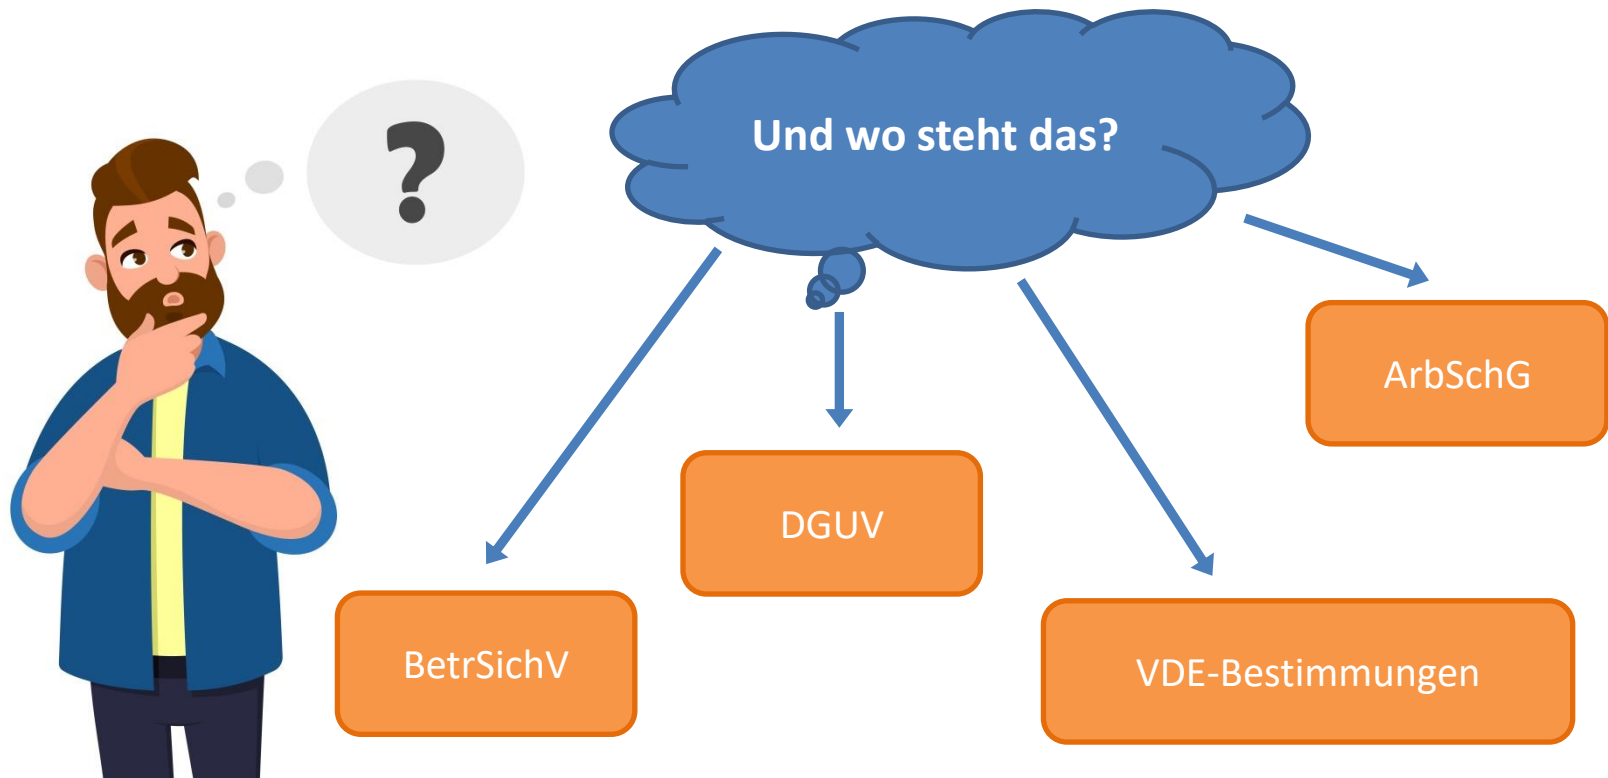 ?
Und wo steht das?
ArbSchG
DGUV
BetrSichV
VDE-Bestimmungen